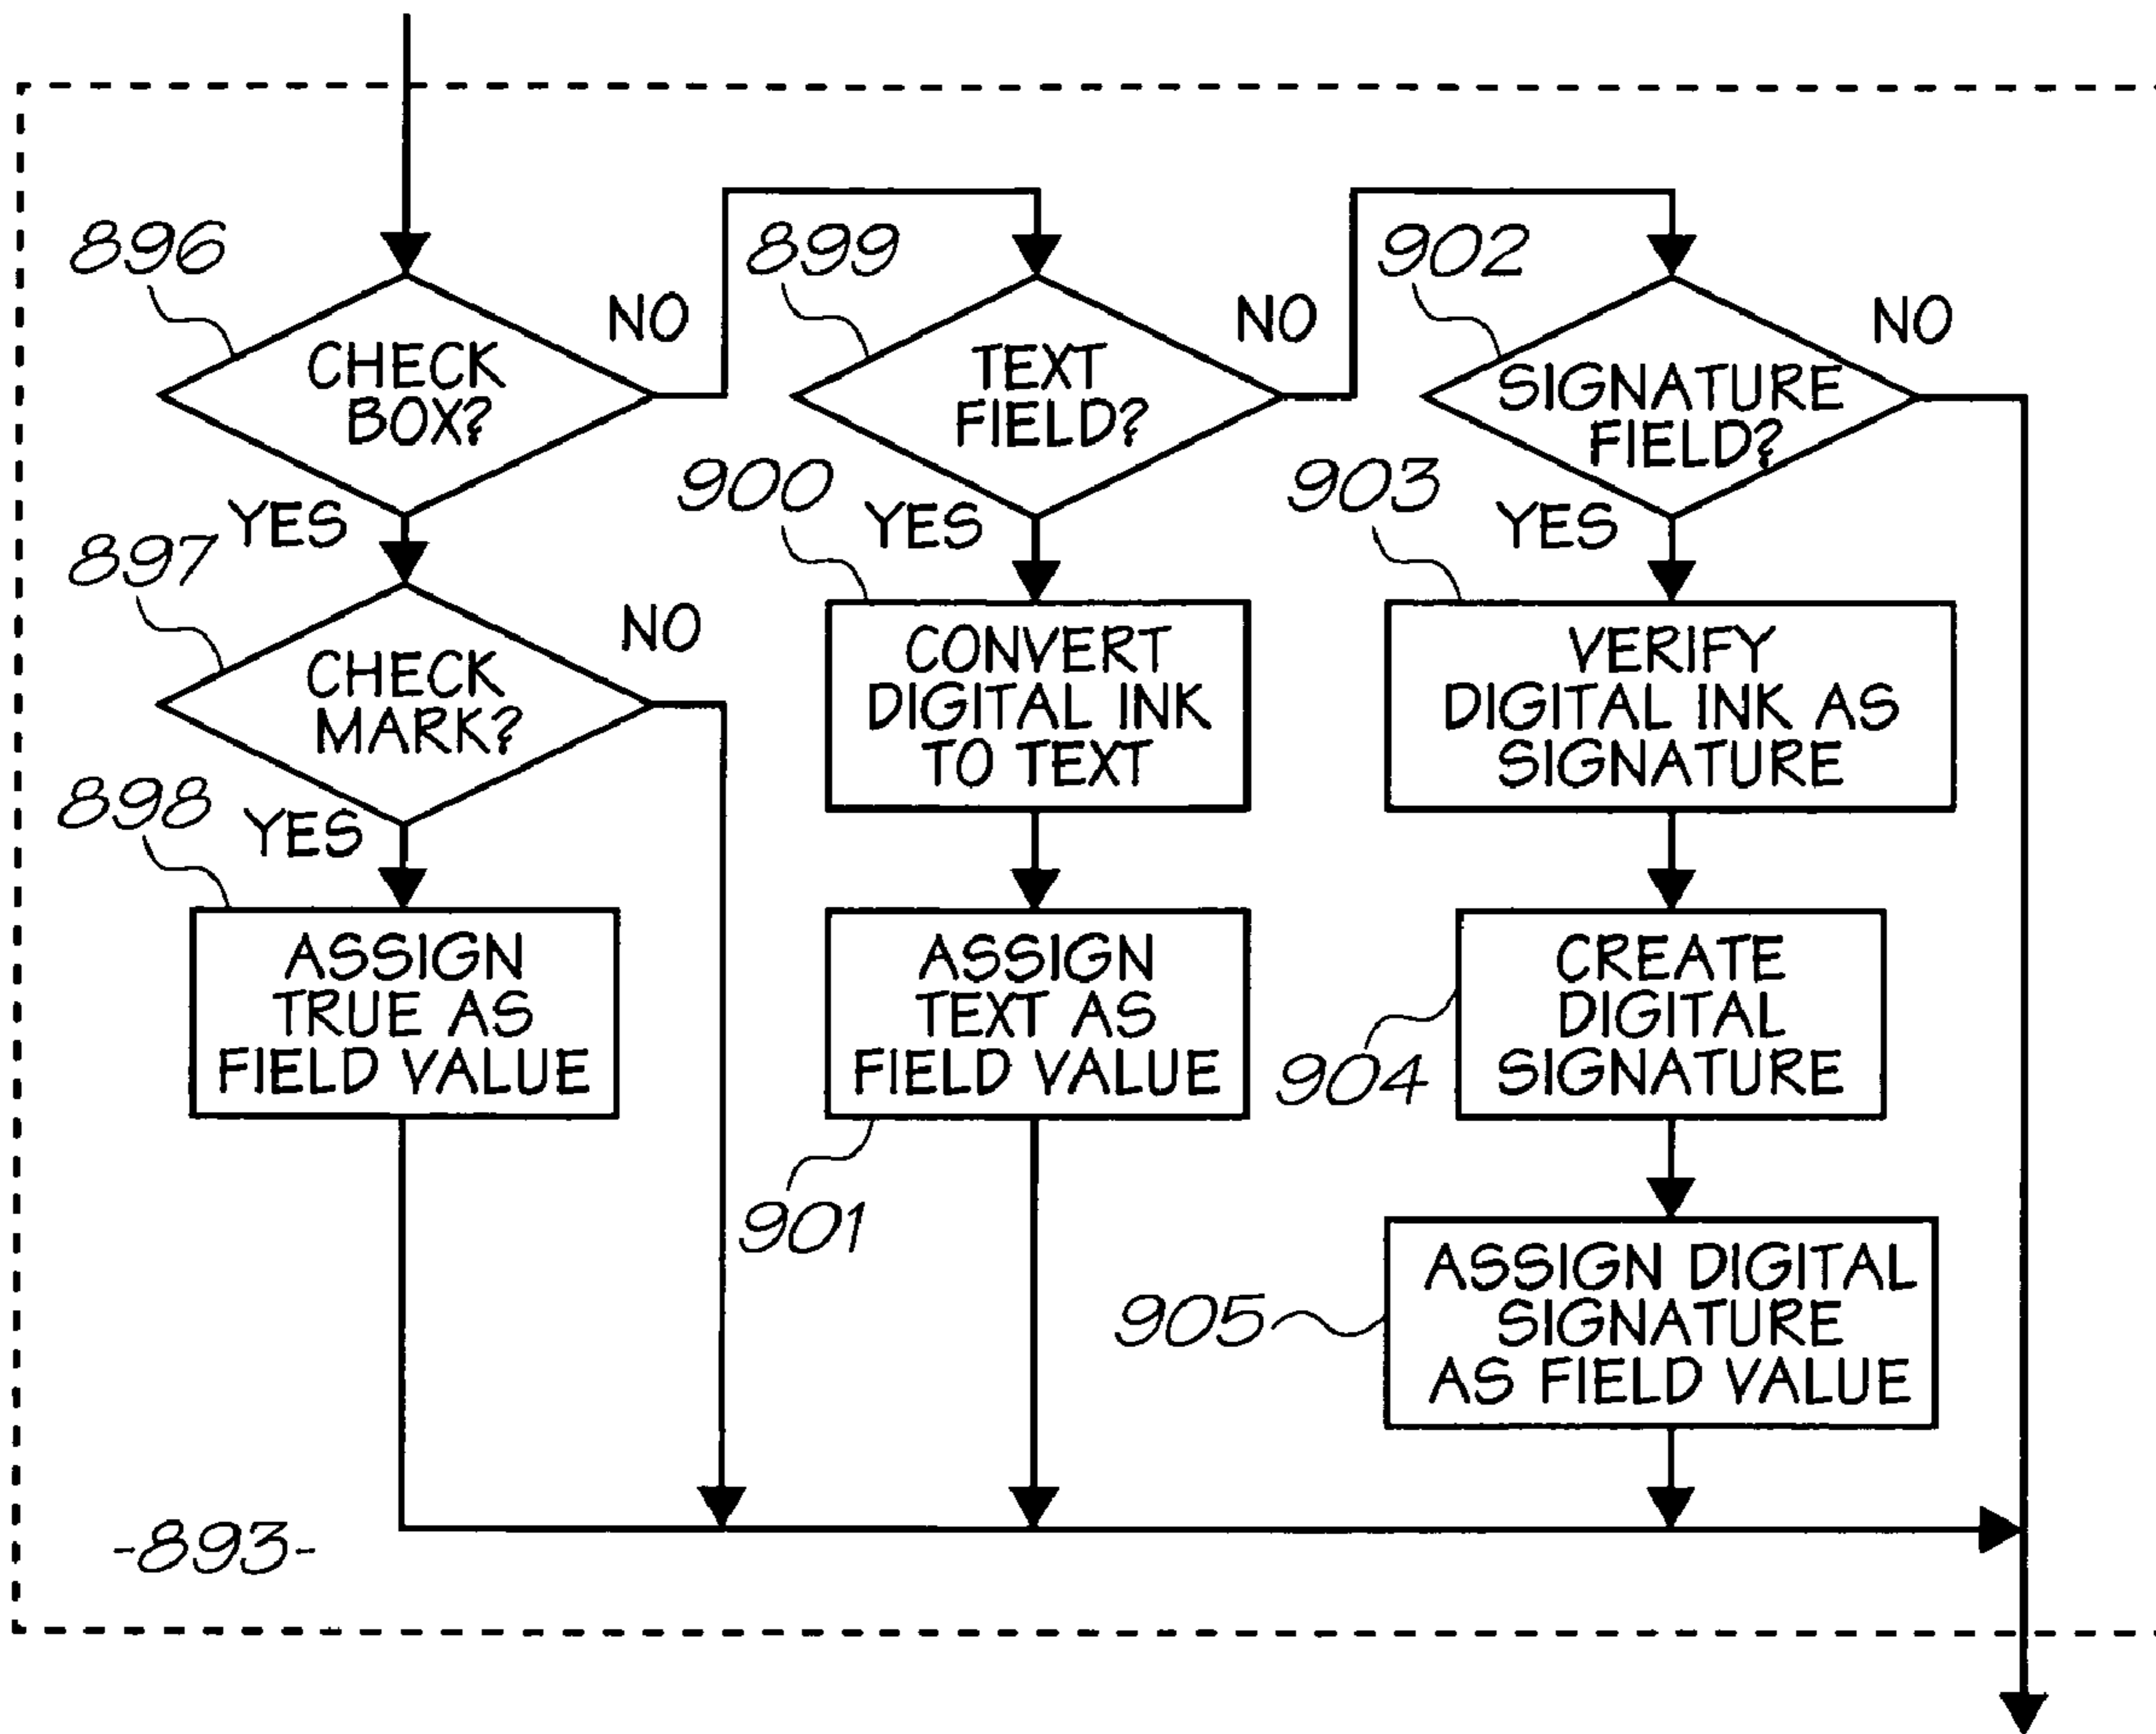 896
CHECK
BOX?
NO
YES
897
CHECK
MARK?
NO
YES
898
ASSIGN
TRUE AS
FIELD VALUE
899
TEXT
FIELD?
NO
YES
900
CONVERT
DIGITAL INK
TO TEXT
ASSIGN
TEXT AS
FIELD VALUE
901
902
SIGNATURE
FIELD?
NO
YES
903
VERIFY
DIGITAL INK AS
SIGNATURE
CREATE
DIGITAL
SIGNATURE
904
ASSIGN DIGITAL
SIGNATURE
AS FIELD VALUE
905
-893-